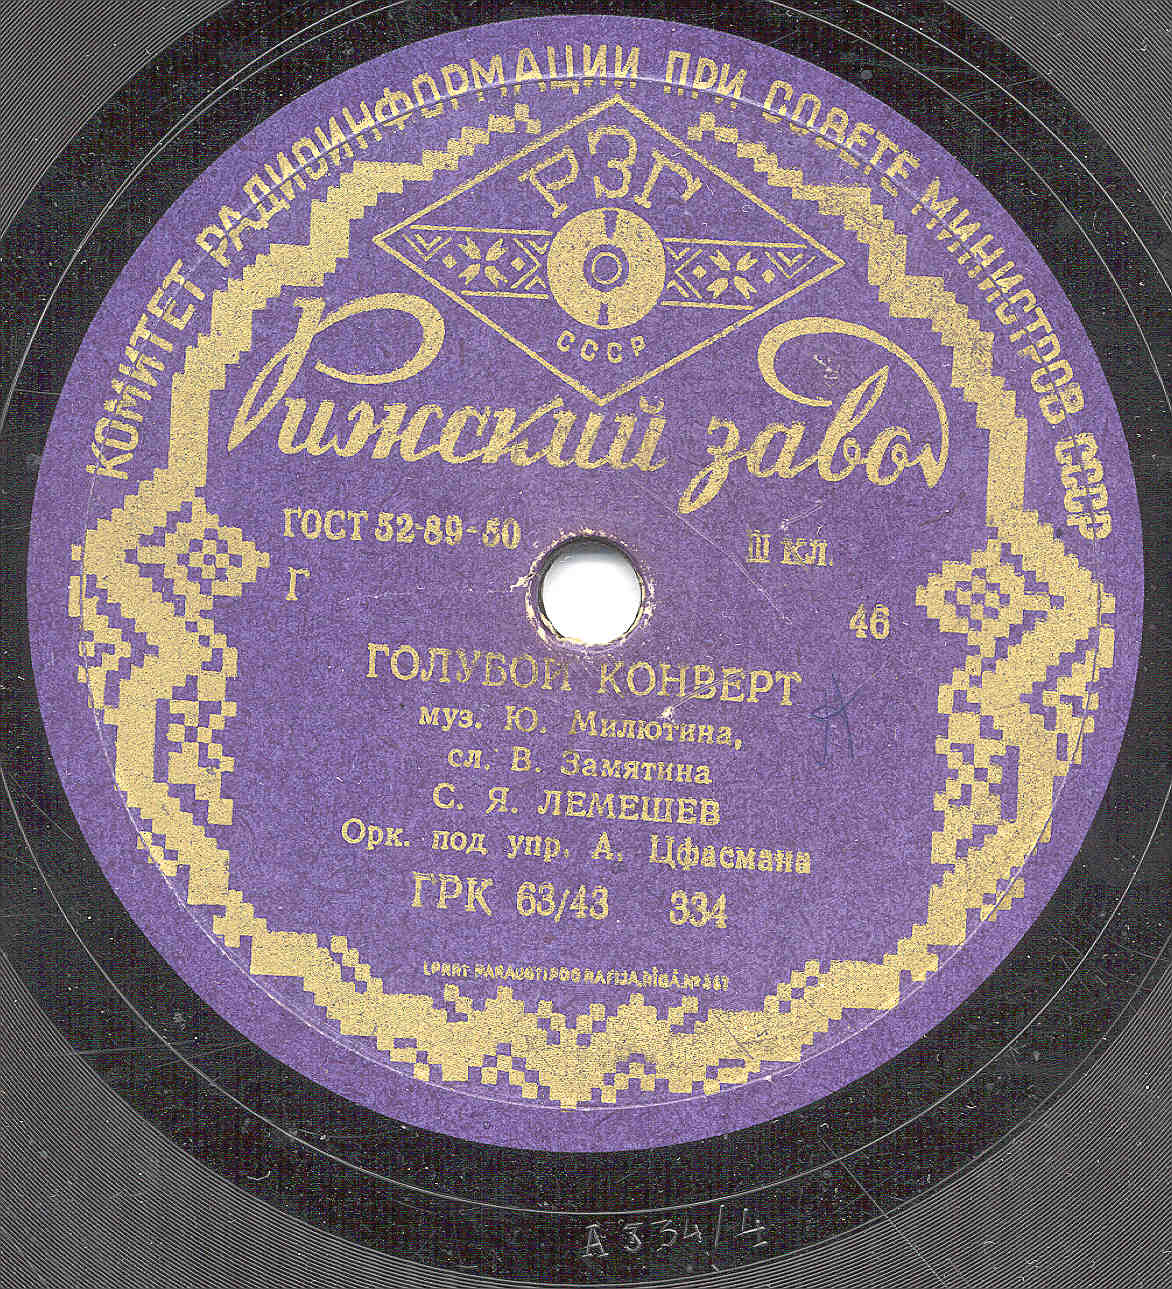 КОМИТЕТ РАДИОИНФОРМАЦИИ ПРИ СОВЕТЕ МИНИСТРОВ СССР
РЗГ
СССР
Рижский завод
ГОСТ 52-89-50
II кл.
Г
46
ГОЛУБОЙ КОНВЕРТ
муз. Ю. Милютина,
сл. В. Замятина
С. Я. ЛЕМЕШЕВ
Орк. под упр. А. Цфасмана
ГРК 63/43 334
A 334/4